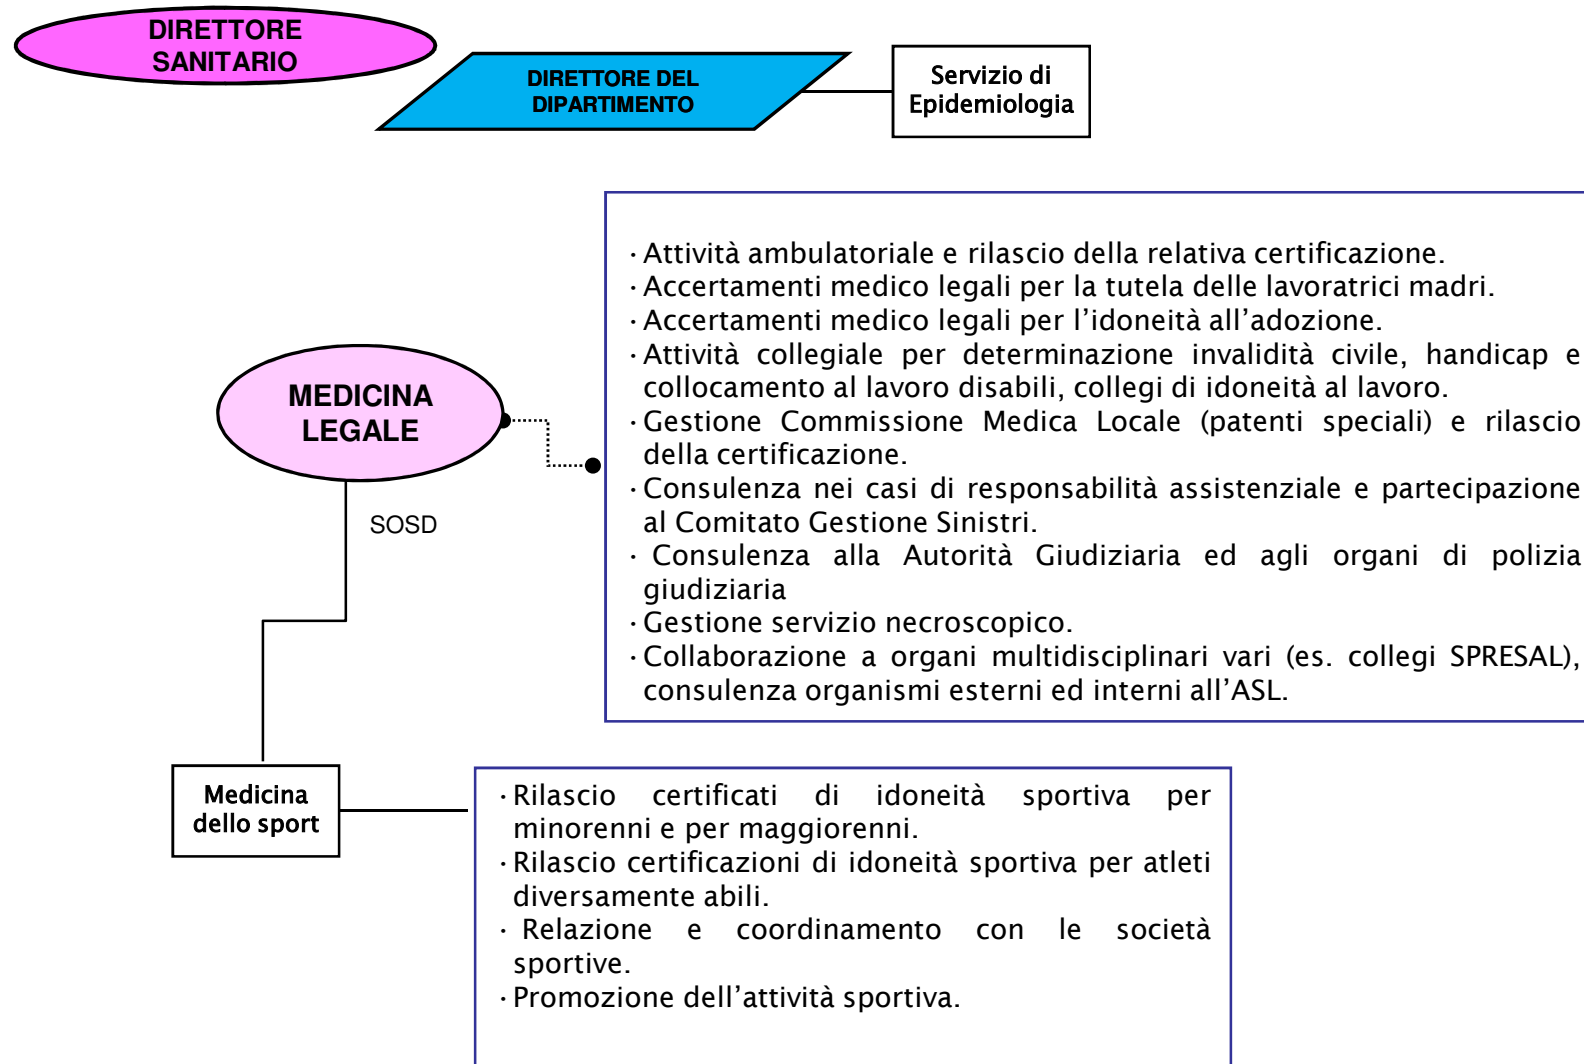 DIRETTORE
SANITARIO
DIRETTORE DEL
DIPARTIMENTO
Servizio di
Epidemiologia
· Attività ambulatoriale e rilascio della relativa certificazione.
· Accertamenti medico legali per la tutela delle lavoratrici madri.
· Accertamenti medico legali per l’idoneità all’adozione.
· Attività collegiale per determinazione invalidità civile, handicap e
collocamento al lavoro disabili, collegi di idoneità al lavoro.
· Gestione Commissione Medica Locale (patenti speciali) e rilascio
della certificazione.
· Consulenza nei casi di responsabilità assistenziale e partecipazione
al Comitato Gestione Sinistri.
· Consulenza alla Autorità Giudiziaria ed agli organi di polizia
giudiziaria
· Gestione servizio necroscopico.
· Collaborazione a organi multidisciplinari vari (es. collegi SPRESAL),
consulenza organismi esterni ed interni all’ASL.
MEDICINA
LEGALE
SOSD
Medicina
dello sport
· Rilascio certificati di idoneità sportiva per
minorenni e per maggiorenni.
· Rilascio certificazioni di idoneità sportiva per atleti
diversamente abili.
· Relazione e coordinamento con le società
sportive.
· Promozione dell’attività sportiva.